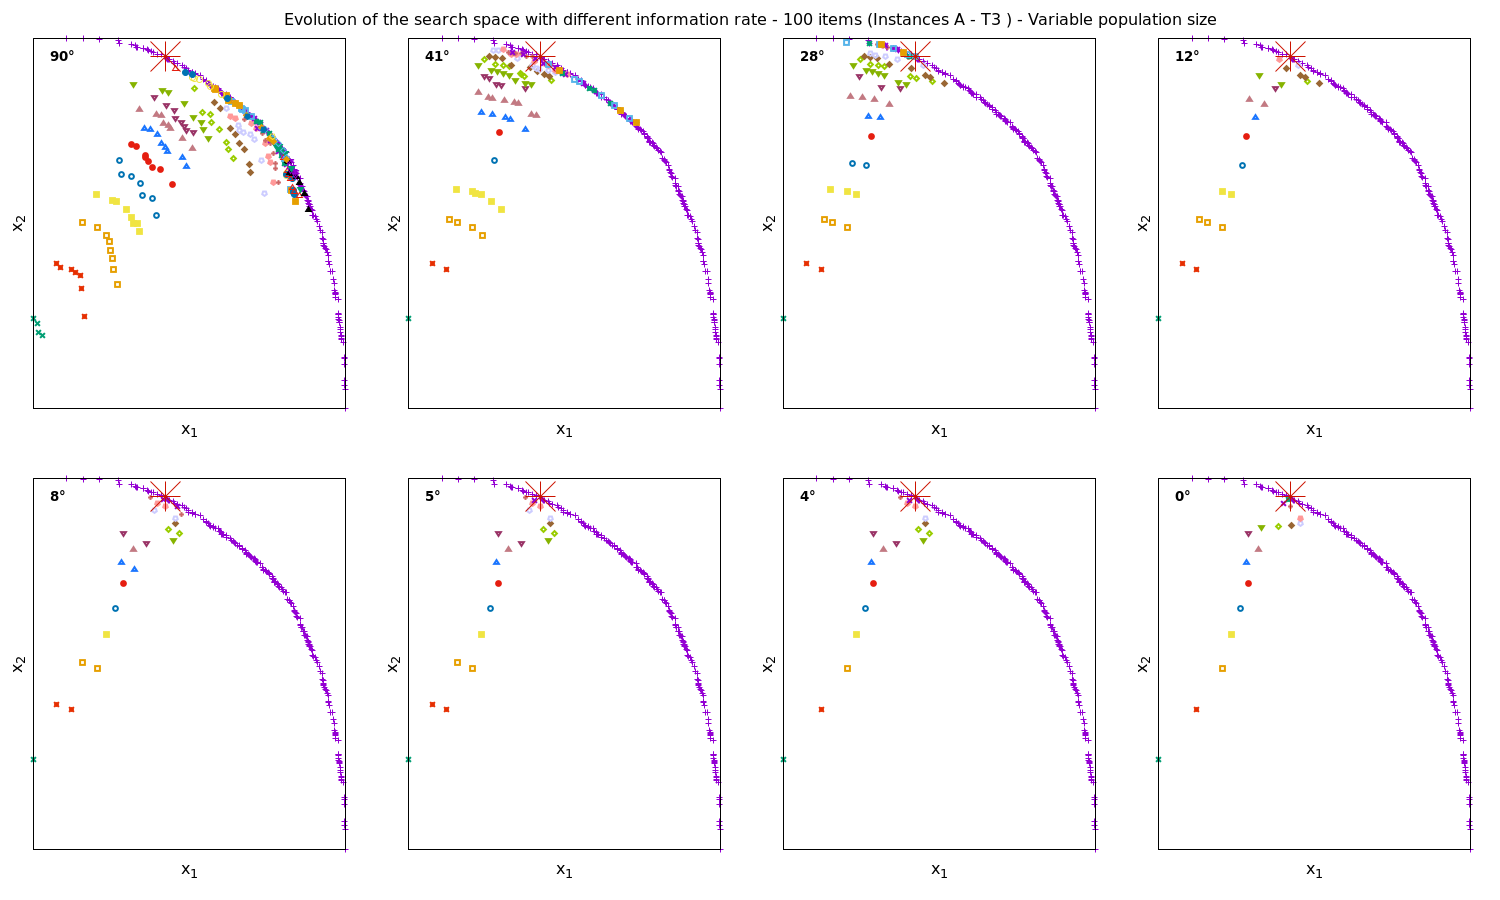 Evolution of the search space with different information rate - 100 items (Instances A - T3 ) - Variable population size
90° 41° 28° 12°
x2 x2 x2 x2
x1 x1 x1 x1
8° 5° 4° 0°
x2 x2 x2 x2
x1 x1 x1 x1